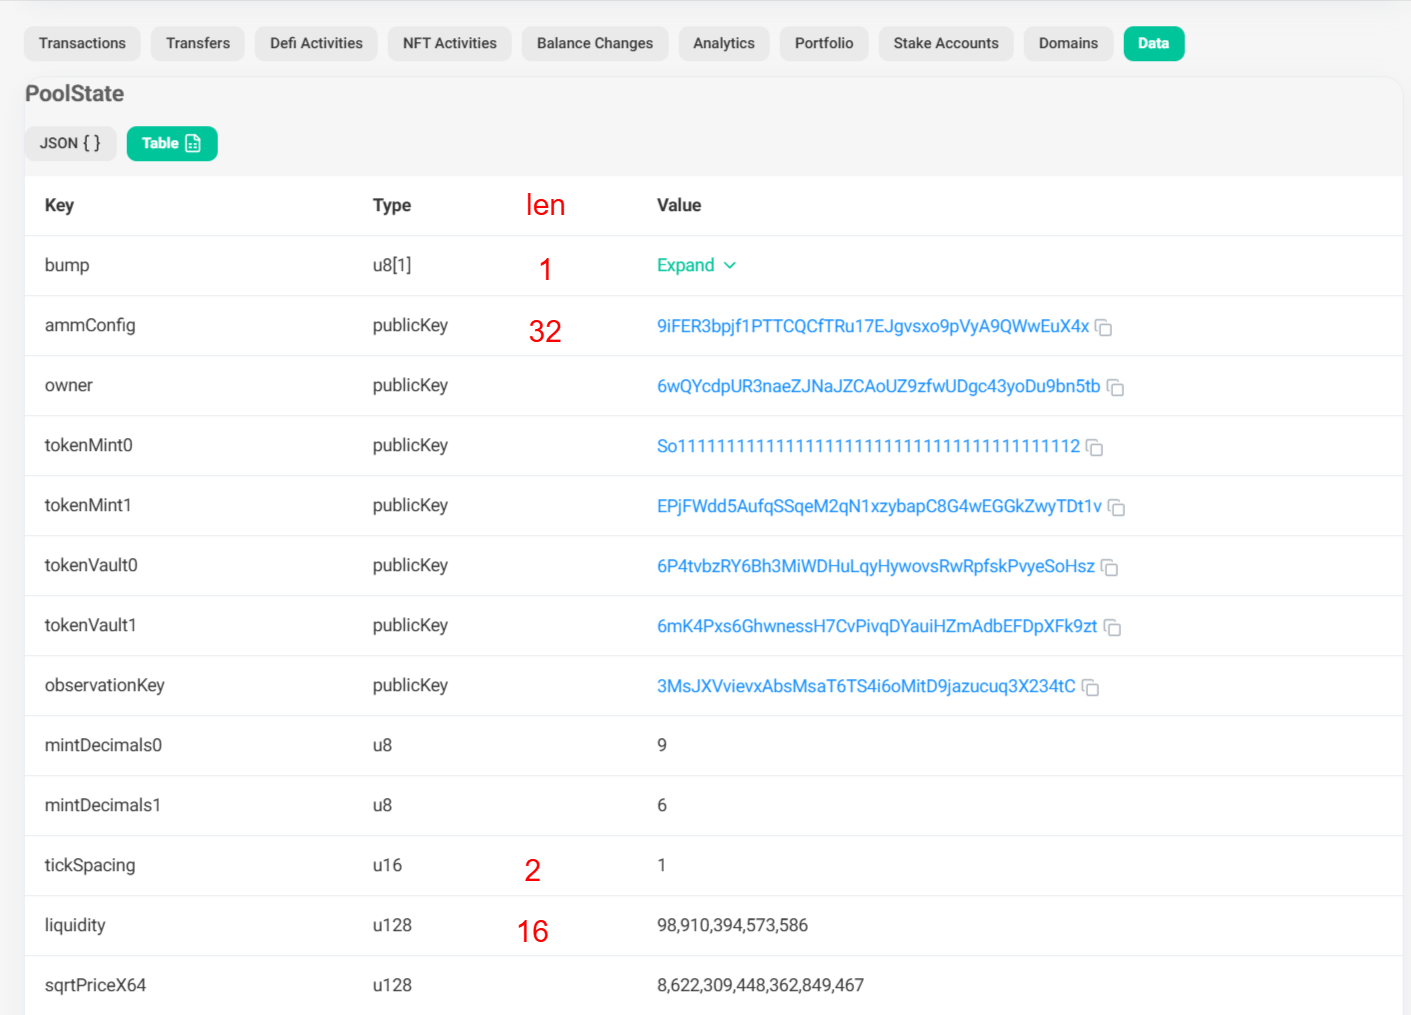 Transactions Transfers Defi Activities NFT Activities Balance Changes Analytics Portfolio Stake Accounts Domains Data
PoolState
JSON { } Table
Key Type len Value
bump u8[1] 1 Expand
ammConfig publicKey 32 9iFER3bpjf1PTTCQCfTRu17EJgvsxo9pVyA9QWwEuX4x
owner publicKey 6wQYcdpUR3naeZJNaJZCAoUZ9zfwUDgc43yoDu9bn5tb
tokenMint0 publicKey So11111111111111111111111111111111111111112
tokenMint1 publicKey EPjFWdd5AufqSSqeM2qN1xzybapC8G4wEGGkZwyTDt1v
tokenVault0 publicKey 6P4tvbzRY6Bh3MiWDHuLqyHywovsRwRpfskPvyeSoHsz
tokenVault1 publicKey 6mK4Pxs6GhwnessH7CvPivqDYauiHZmAdbEFDpXFk9zt
observationKey publicKey 3MsJXVvievxAbsMsaT6TS4i6oMitD9jazucuq3X234tC
mintDecimals0 u8 9
mintDecimals1 u8 6
tickSpacing u16 2 1
liquidity u128 16 98,910,394,573,586
sqrtPriceX64 u128 8,622,309,448,362,849,467